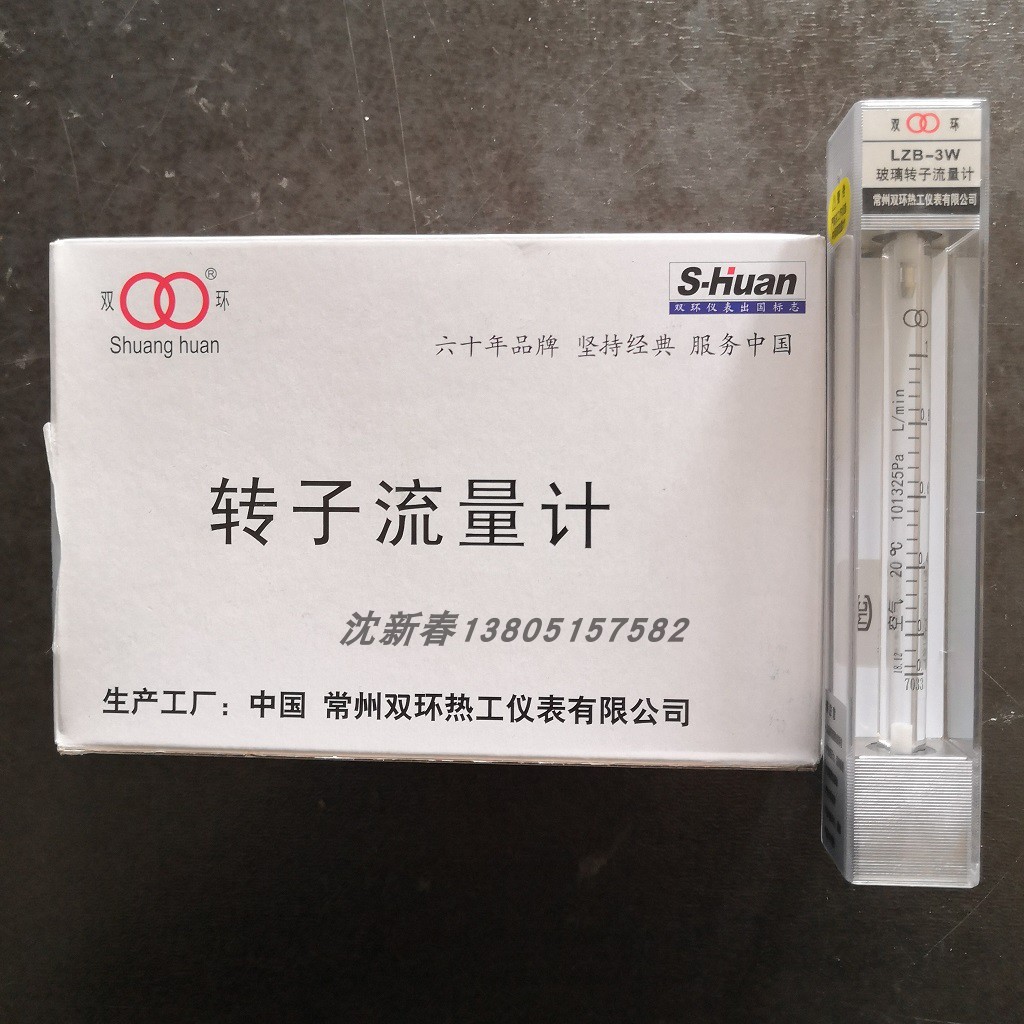 双 环 ®
Shuang huan
S-Huan
双环仪表出国标志
六十年品牌 坚持经典 服务中国
转子流量计
沈新春13805157582
生产工厂：中国 常州双环热工仪表有限公司
双 环
LZB-3W
玻璃转子流量计
常州双环热工仪表有限公司
18.12 空气 20℃ 101325Pa L/min
7033